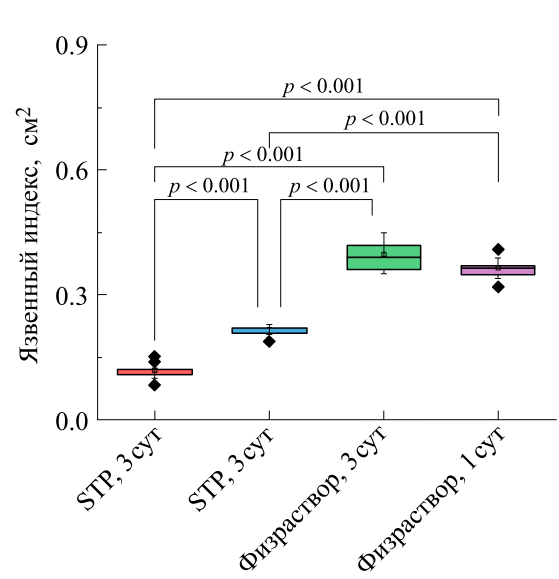 Язвенный индекс, см²
0.9
0.6
0.3
0.0
p < 0.001
p < 0.001
p < 0.001
p < 0.001
p < 0.001
STP, 3 сут
STP, 3 сут
Физраствор, 3 сут
Физраствор, 1 сут